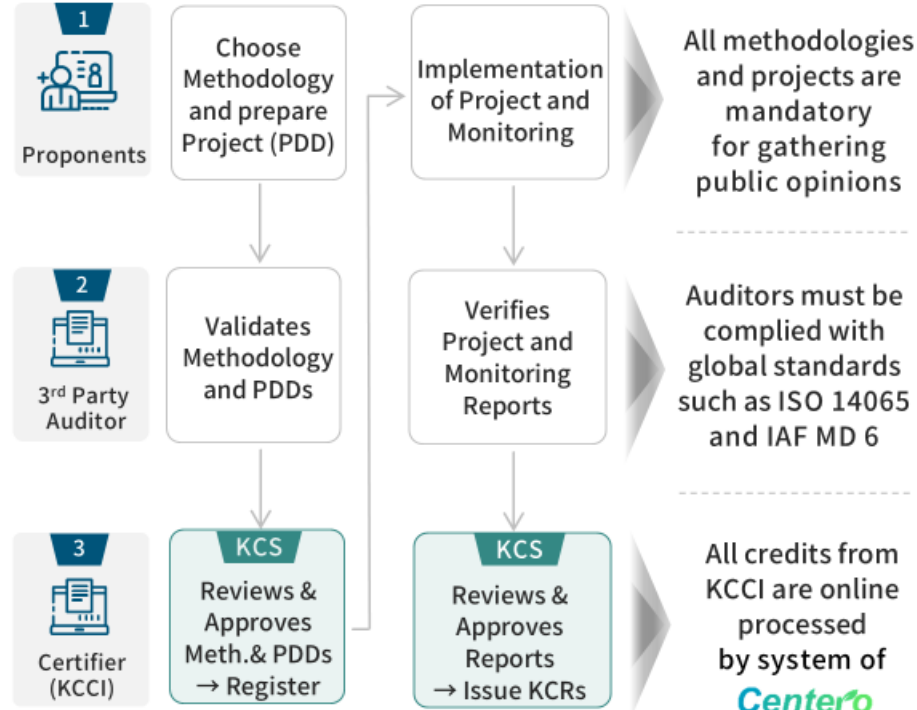 1
Proponents
Choose
Methodology
and prepare
Project (PDD)
Implementation
of Project and
Monitoring
All methodologies
and projects are
mandatory
for gathering
public opinions
2
3rd Party
Auditor
Validates
Methodology
and PDDs
Verifies
Project and
Monitoring
Reports
Auditors must be
complied with
global standards
such as ISO 14065
and IAF MD 6
3
Certifier
(KCCI)
KCS
Reviews &
Approves
Meth.& PDDs
→ Register
KCS
Reviews &
Approves
Reports
→ Issue KCRs
All credits from
KCCI are online
processed
by system of
Centero